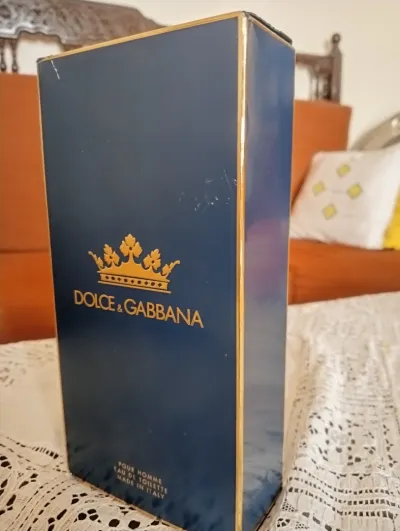 DOLCE & GABBANA
POUR HOMME
EAU DE TOILETTE
MADE IN ITALY